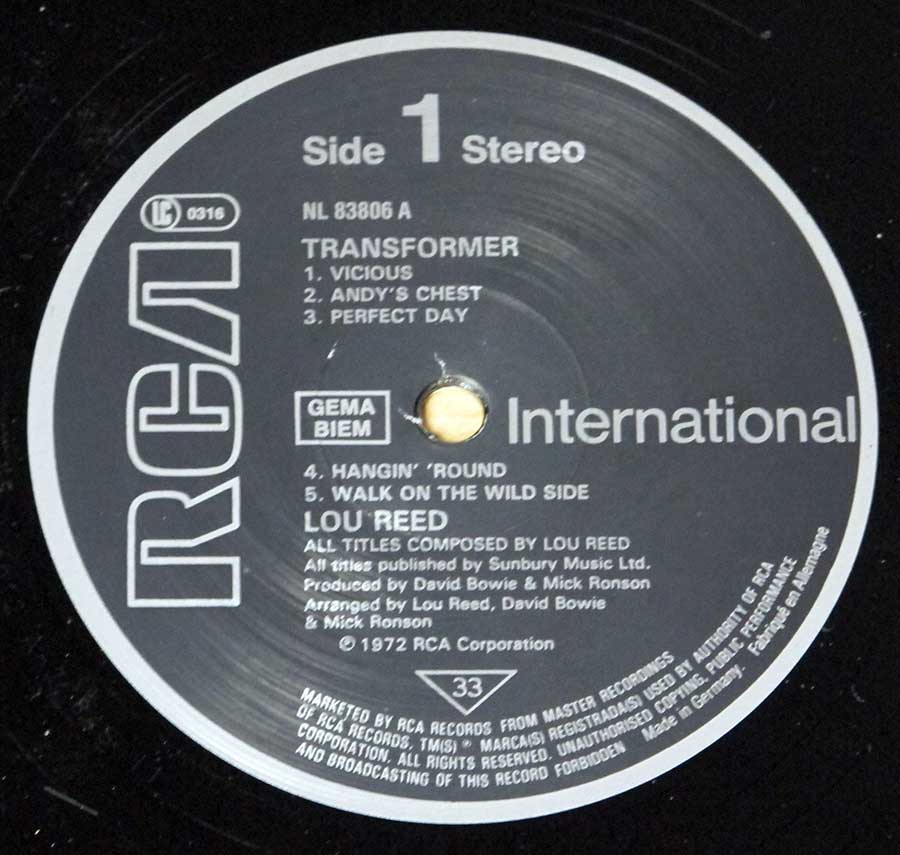 Side 1 Stereo
LC 0316
NL 83806 A
TRANSFORMER
1. VICIOUS
2. ANDY'S CHEST
3. PERFECT DAY
RCA
GEMA
BIEM
International
4. HANGIN' 'ROUND
5. WALK ON THE WILD SIDE
LOU REED
ALL TITLES COMPOSED BY LOU REED
All titles published by Sunbury Music Ltd.
Produced by David Bowie & Mick Ronson
Arranged by Lou Reed, David Bowie
& Mick Ronson
℗ 1972 RCA Corporation
33
MARKETED BY RCA RECORDS FROM MASTER RECORDINGS
OF RCA RECORDS. TM(S) ® MARCA(S) REGISTRADA(S) USED BY AUTHORITY OF RCA
CORPORATION. ALL RIGHTS RESERVED. UNAUTHORISED COPYING, PUBLIC PERFORMANCE
AND BROADCASTING OF THIS RECORD FORBIDDEN Made in Germany. Fabriqué en Allemagne